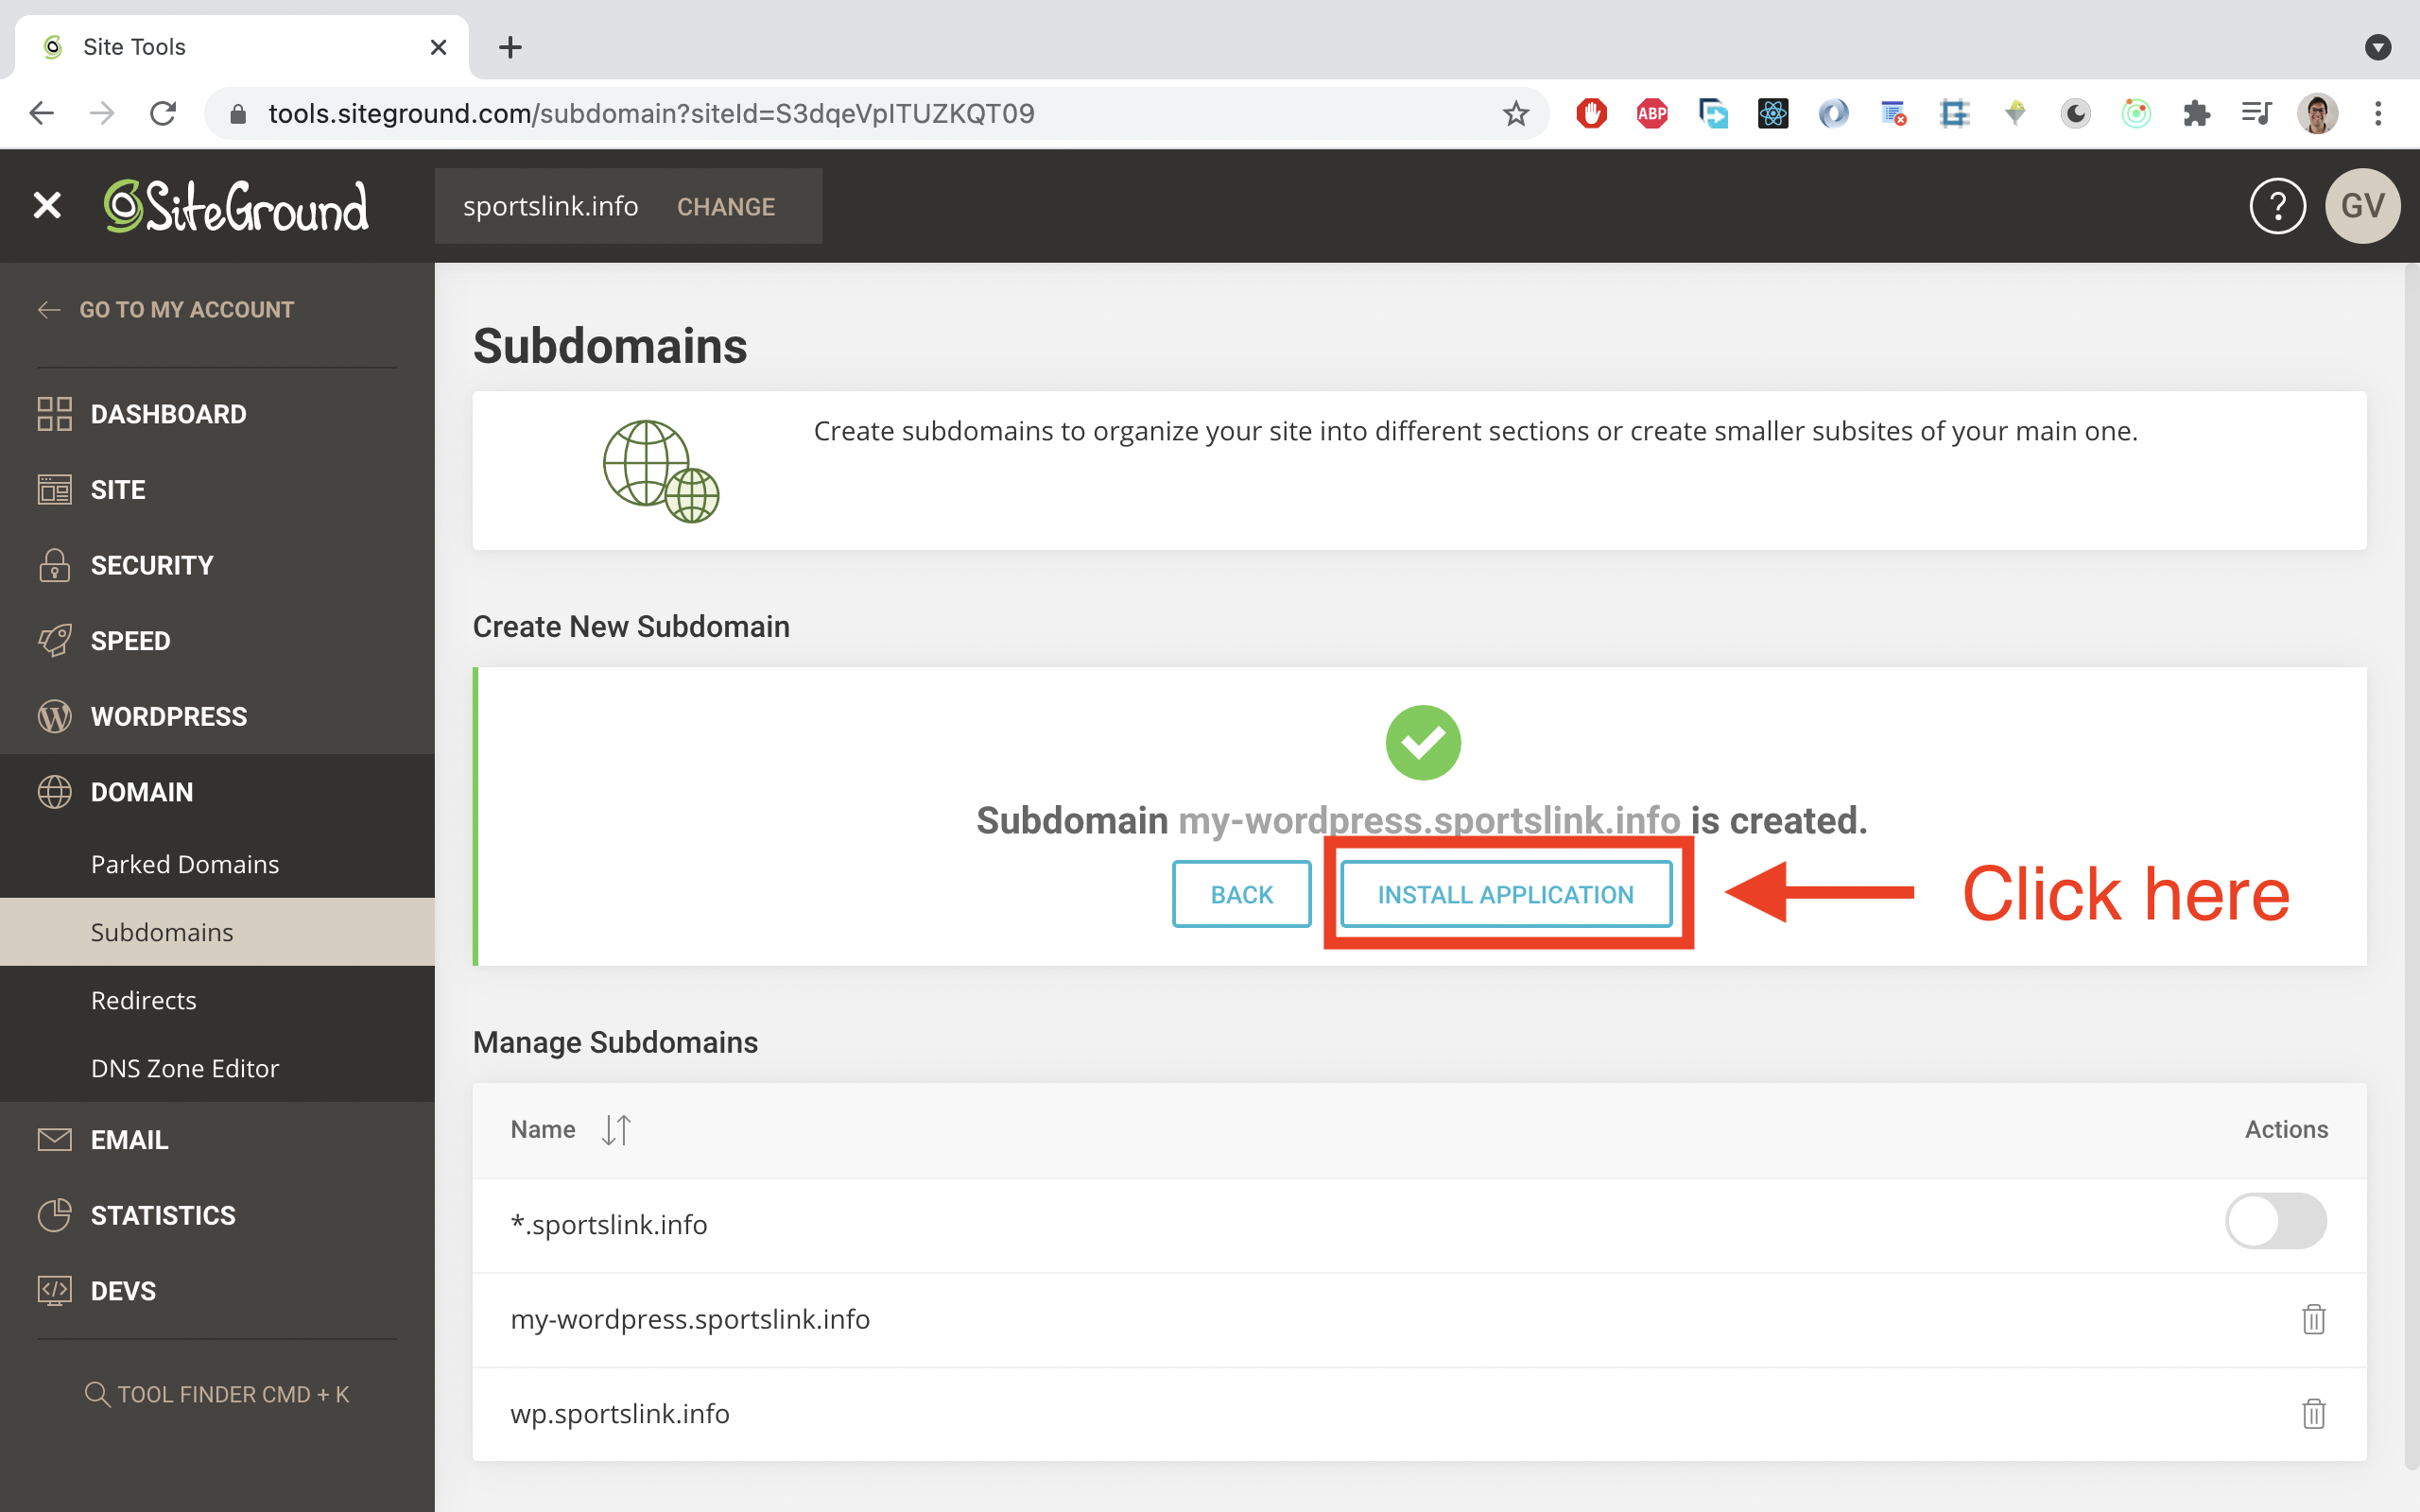 Site Tools
tools.siteground.com/subdomain?siteId=S3dqeVpITUZKQT09
ABP
SiteGround
sportslink.info CHANGE
?
GV
GO TO MY ACCOUNT
DASHBOARD
SITE
SECURITY
SPEED
WORDPRESS
DOMAIN
Parked Domains
Subdomains
Redirects
DNS Zone Editor
EMAIL
STATISTICS
DEVS
TOOL FINDER CMD + K
Subdomains
Create subdomains to organize your site into different sections or create smaller subsites of your main one.
Create New Subdomain
Subdomain my-wordpress.sportslink.info is created.
BACK INSTALL APPLICATION Click here
Manage Subdomains
Name Actions
*.sportslink.info
my-wordpress.sportslink.info
wp.sportslink.info